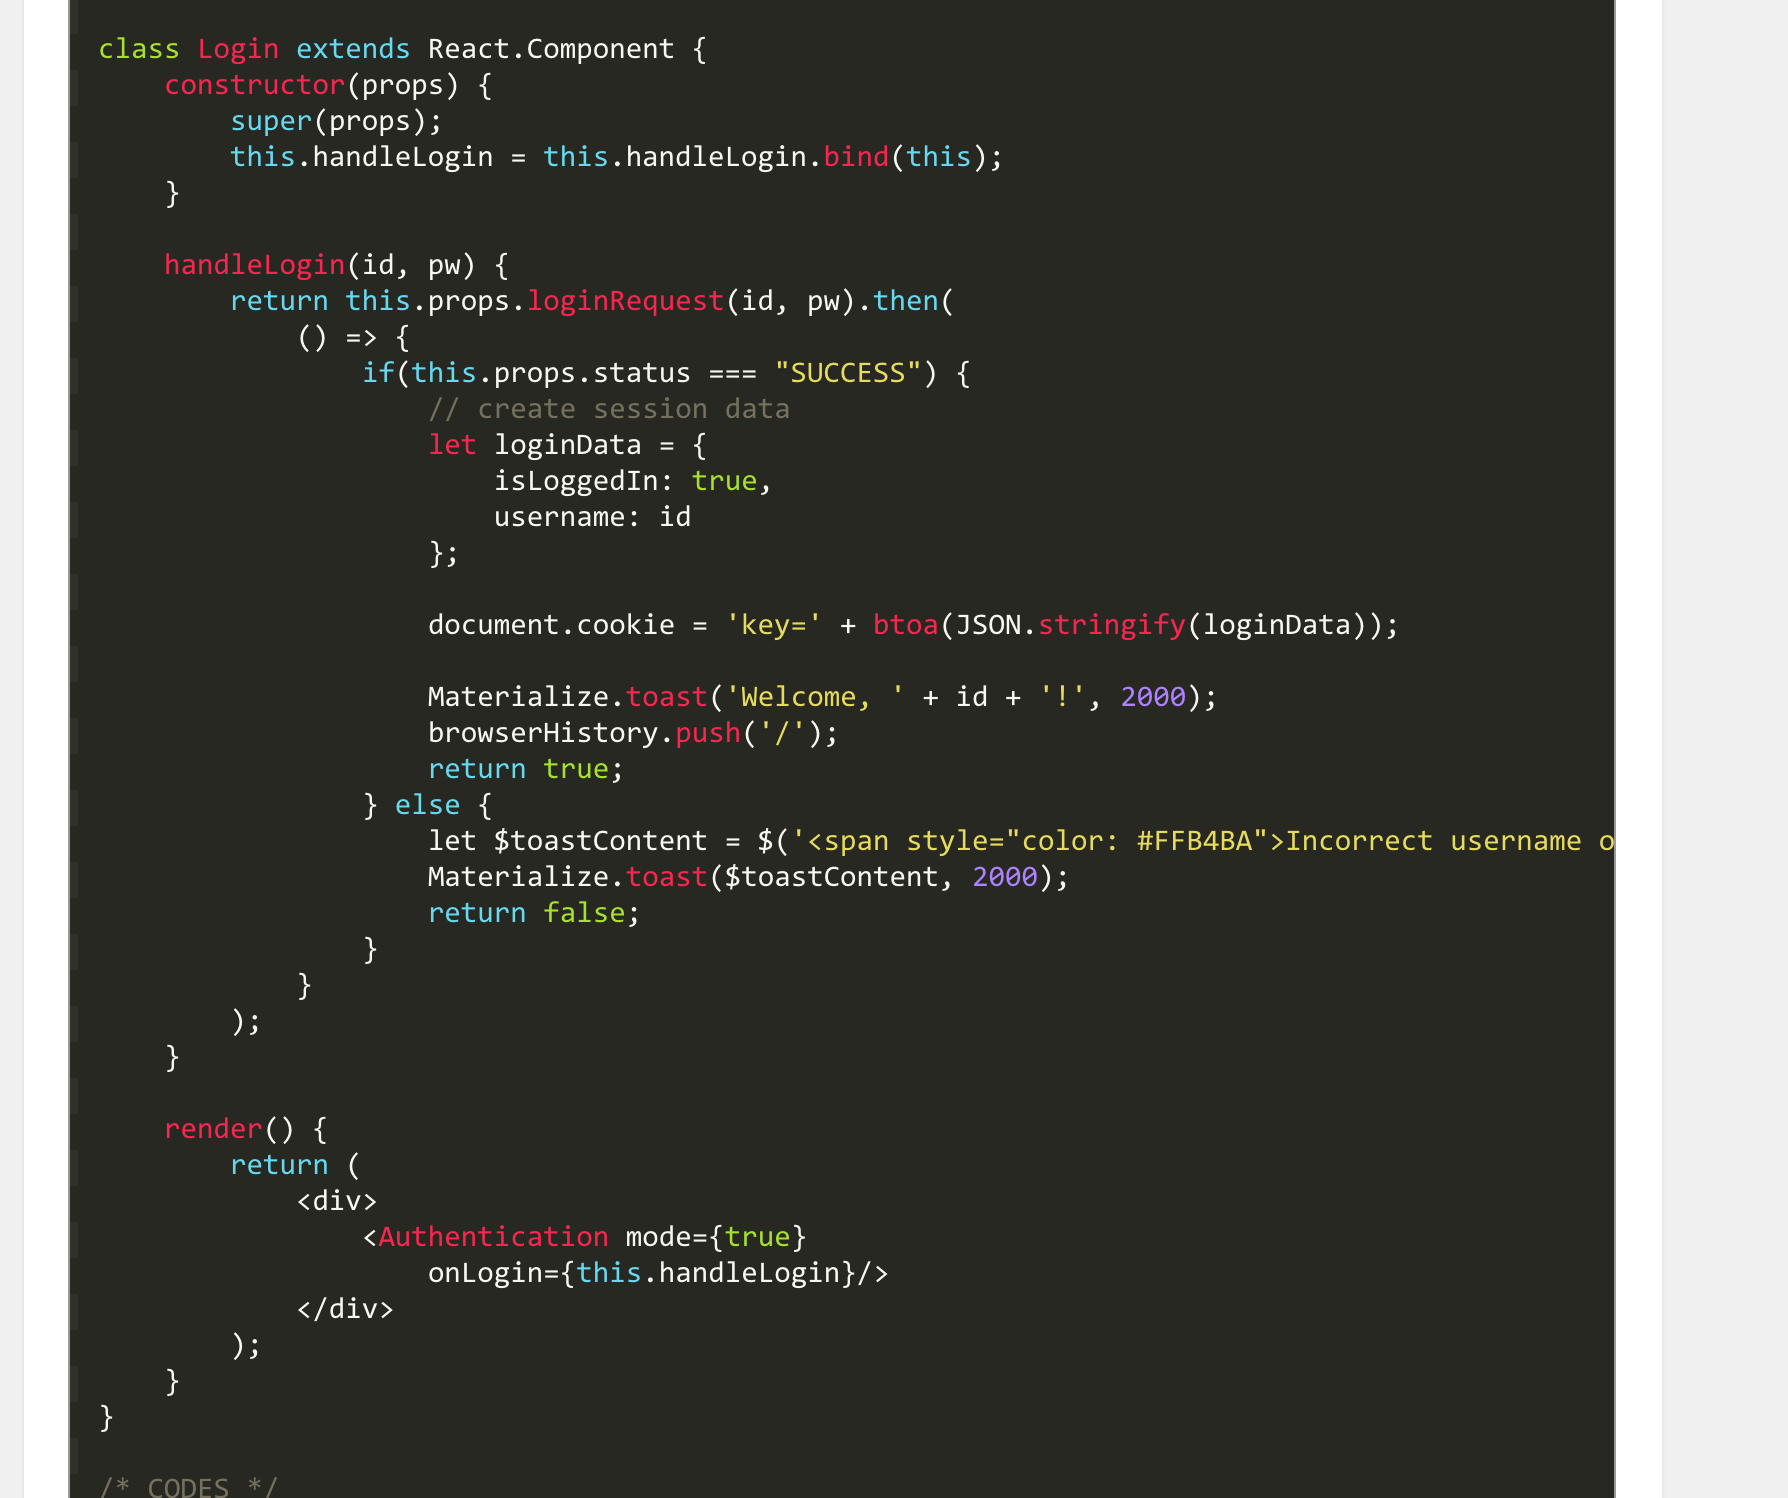 class Login extends React.Component {
    constructor(props) {
        super(props);
        this.handleLogin = this.handleLogin.bind(this);
    }

    handleLogin(id, pw) {
        return this.props.loginRequest(id, pw).then(
            () => {
                if(this.props.status === "SUCCESS") {
                    // create session data
                    let loginData = {
                        isLoggedIn: true,
                        username: id
                    };

                    document.cookie = 'key=' + btoa(JSON.stringify(loginData));

                    Materialize.toast('Welcome, ' + id + '!', 2000);
                    browserHistory.push('/');
                    return true;
                } else {
                    let $toastContent = $('<span style="color: #FFB4BA">Incorrect username o
                    Materialize.toast($toastContent, 2000);
                    return false;
                }
            }
        );
    }

    render() {
        return (
            <div>
                <Authentication mode={true}
                    onLogin={this.handleLogin}/>
            </div>
        );
    }
}

/* CODES */